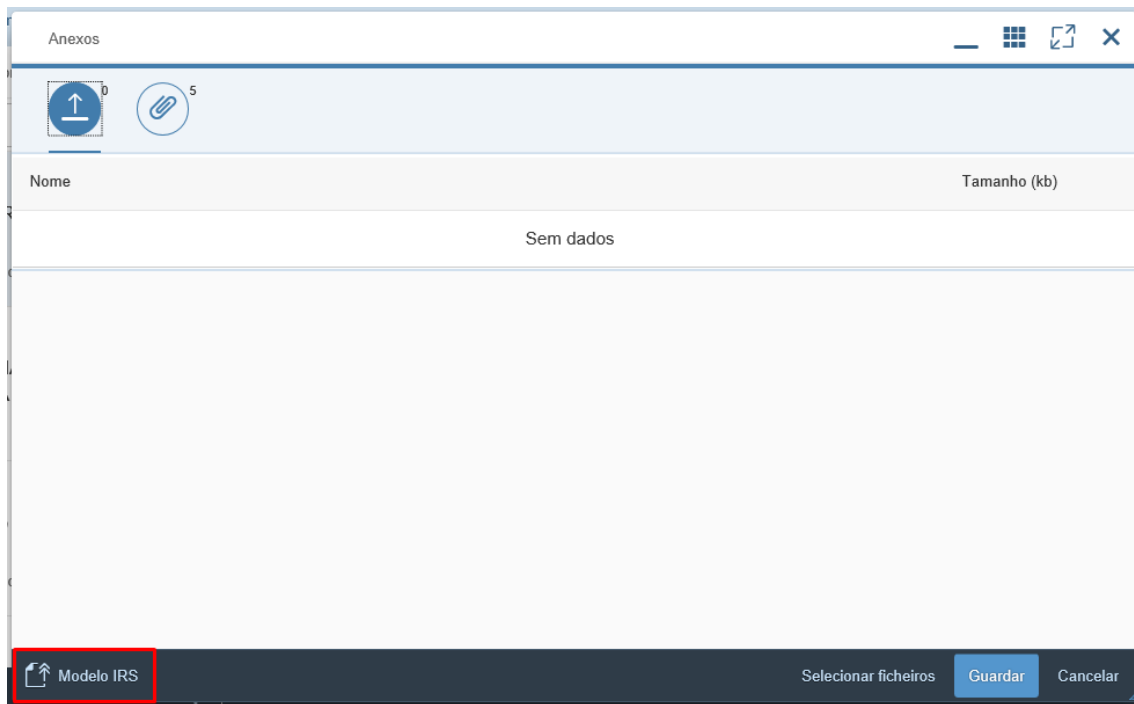 Anexos
0
5
Nome
Tamanho (kb)
Sem dados
Modelo IRS
Selecionar ficheiros
Guardar
Cancelar